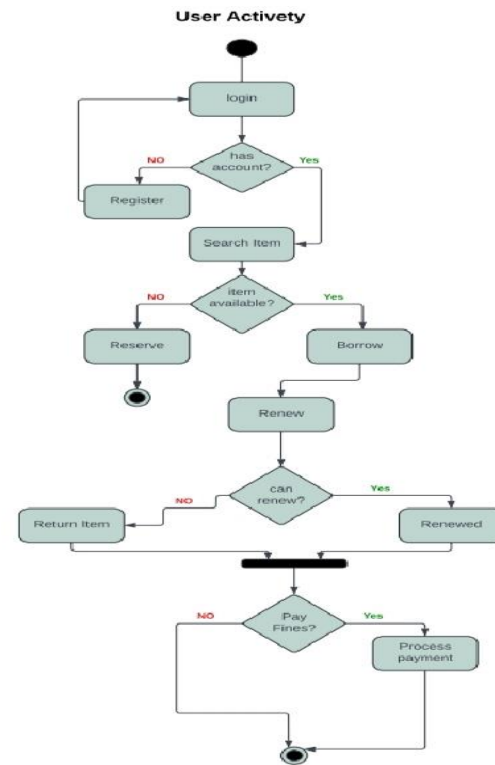 User Activety
login
has
account?
NO
Yes
Register
Search Item
item
available?
NO
Yes
Reserve
Borrow
Renew
can
renew?
NO
Yes
Return Item
Renewed
Pay
Fines?
NO
Yes
Process
payment